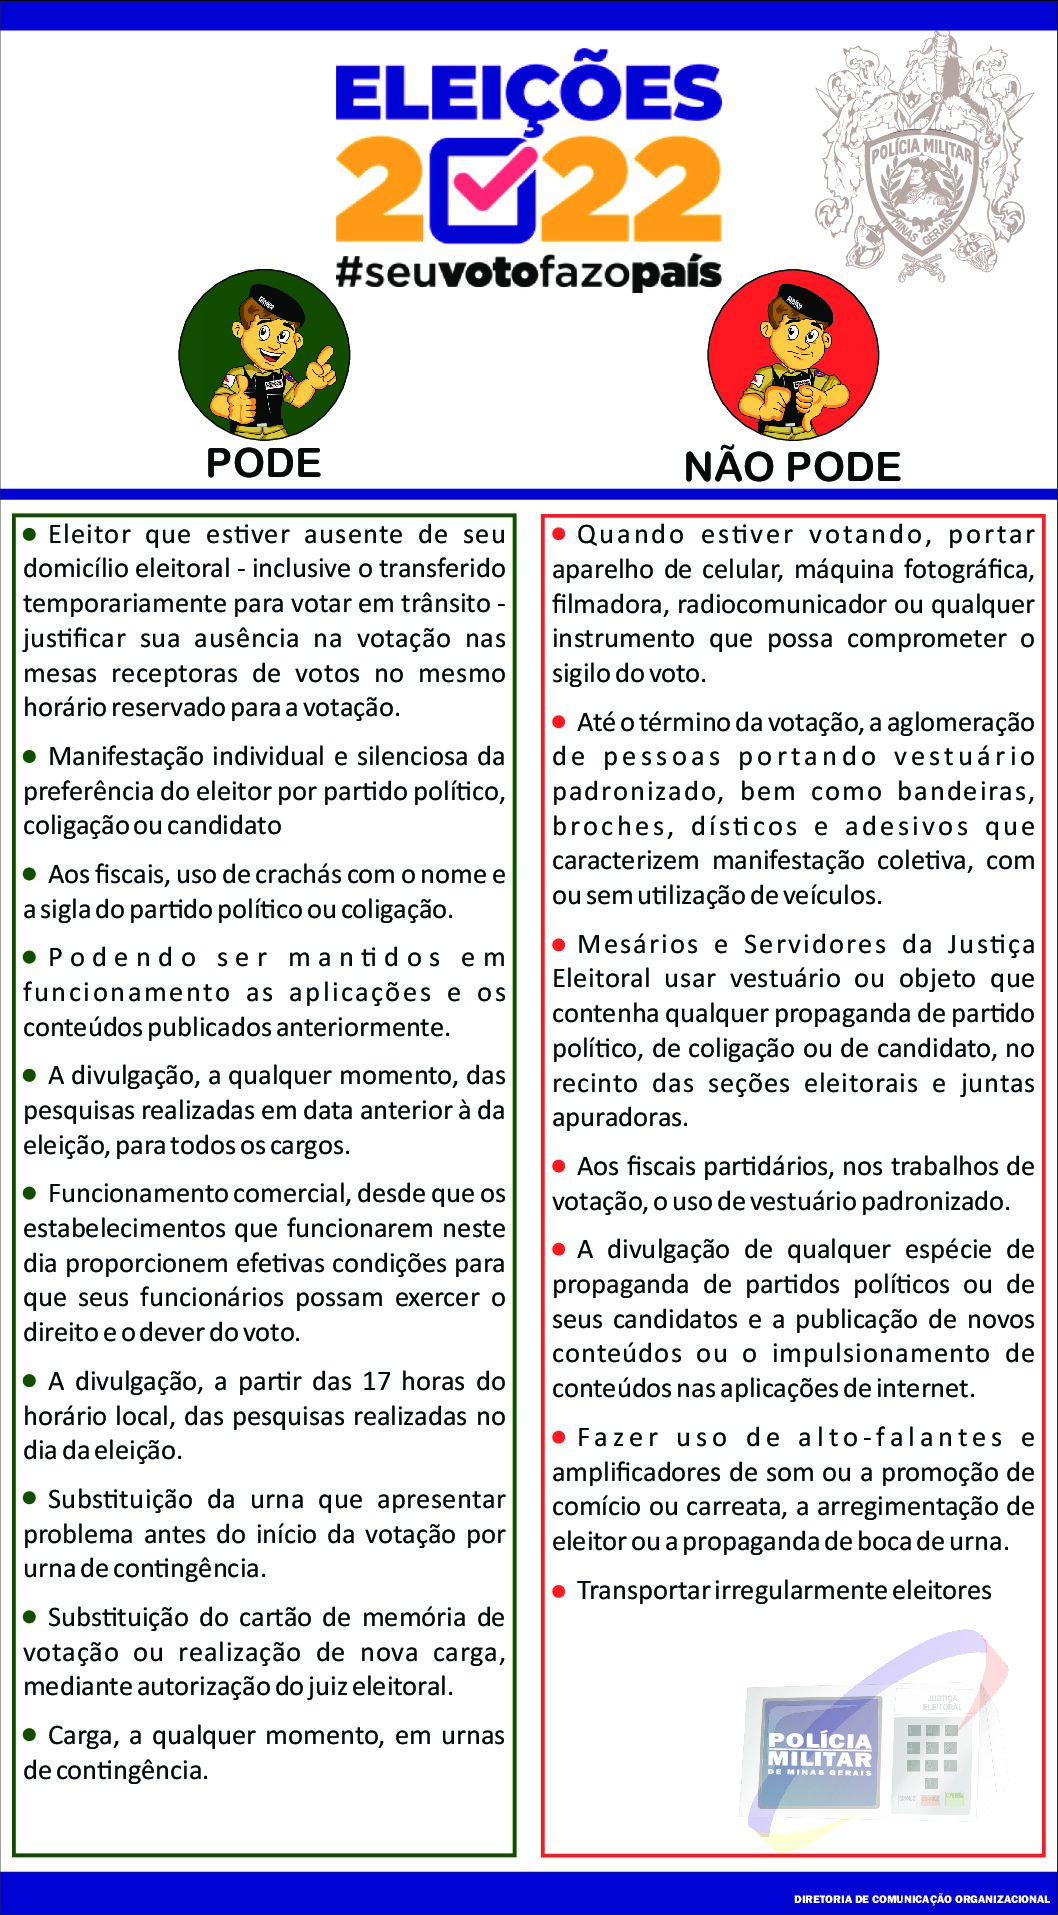 ELEIÇÕES
2022
#seuvotofazopaís
POLÍCIA MILITAR
MINAS GERAIS
PODE
NÃO PODE
• Eleitor que estiver ausente de seu
domicílio eleitoral - inclusive o transferido
temporariamente para votar em trânsito -
justificar sua ausência na votação nas
mesas receptoras de votos no mesmo
horário reservado para a votação.
• Manifestação individual e silenciosa da
preferência do eleitor por partido político,
coligação ou candidato
• Aos fiscais, uso de crachás com o nome e
a sigla do partido político ou coligação.
• Podendo ser mantidos em
funcionamento as aplicações e os
conteúdos publicados anteriormente.
• A divulgação, a qualquer momento, das
pesquisas realizadas em data anterior à da
eleição, para todos os cargos.
• Funcionamento comercial, desde que os
estabelecimentos que funcionarem neste
dia proporcionem efetivas condições para
que seus funcionários possam exercer o
direito e o dever do voto.
• A divulgação, a partir das 17 horas do
horário local, das pesquisas realizadas no
dia da eleição.
• Substituição da urna que apresentar
problema antes do início da votação por
urna de contingência.
• Substituição do cartão de memória de
votação ou realização de nova carga,
mediante autorização do juiz eleitoral.
• Carga, a qualquer momento, em urnas
de contingência.
• Quando estiver votando, portar
aparelho de celular, máquina fotográfica,
filmadora, radiocomunicador ou qualquer
instrumento que possa comprometer o
sigilo do voto.
• Até o término da votação, a aglomeração
de pessoas portando vestuário
padronizado, bem como bandeiras,
broches, dísticos e adesivos que
caracterizem manifestação coletiva, com
ou sem utilização de veículos.
• Mesários e Servidores da Justiça
Eleitoral usar vestuário ou objeto que
contenha qualquer propaganda de partido
político, de coligação ou de candidato, no
recinto das seções eleitorais e juntas
apuradoras.
• Aos fiscais partidários, nos trabalhos de
votação, o uso de vestuário padronizado.
• A divulgação de qualquer espécie de
propaganda de partidos políticos ou de
seus candidatos e a publicação de novos
conteúdos ou o impulsionamento de
conteúdos nas aplicações de internet.
• Fazer uso de alto-falantes e
amplificadores de som ou a promoção de
comício ou carreata, a arregimentação de
eleitor ou a propaganda de boca de urna.
• Transportar irregularmente eleitores
JUSTIÇA
ELEITORAL
POLÍCIA
MILITAR
DE MINAS GERAIS
DIRETORIA DE COMUNICAÇÃO ORGANIZACIONAL